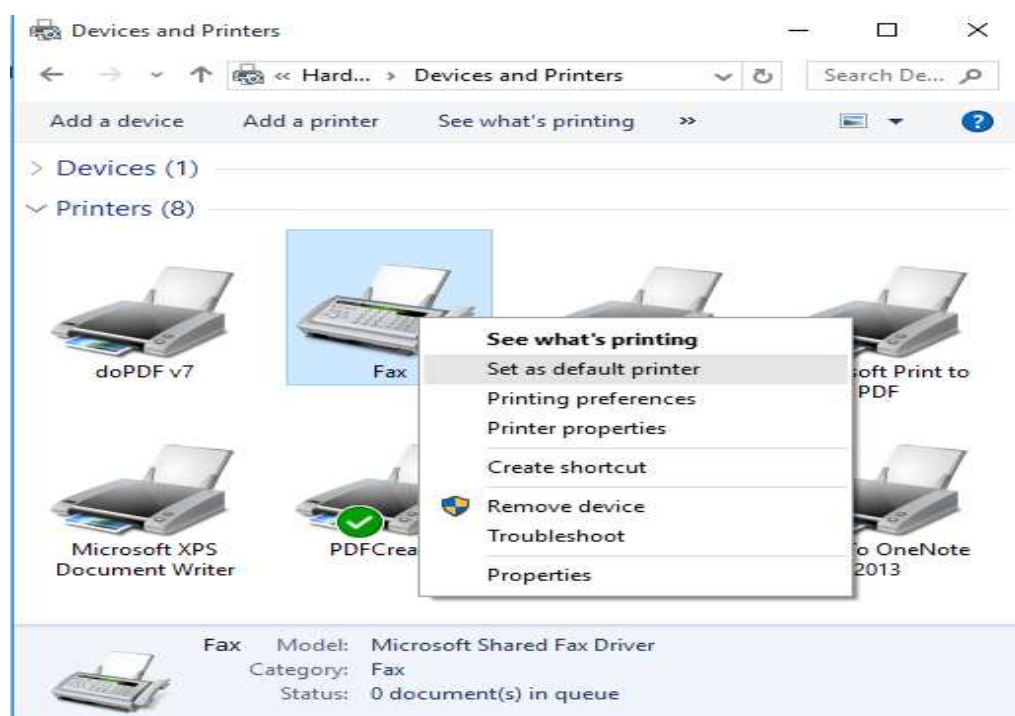 Devices and Printers
« Hard... > Devices and Printers
Search De...
Add a device Add a printer See what's printing »
Devices (1)
Printers (8)
doPDF v7
Fax
oft Print to
PDF
See what's printing
Set as default printer
Printing preferences
Printer properties
Create shortcut
Remove device
Troubleshoot
Properties
Microsoft XPS
Document Writer
PDFCrea
o OneNote
2013
Fax Model: Microsoft Shared Fax Driver
Category: Fax
Status: 0 document(s) in queue